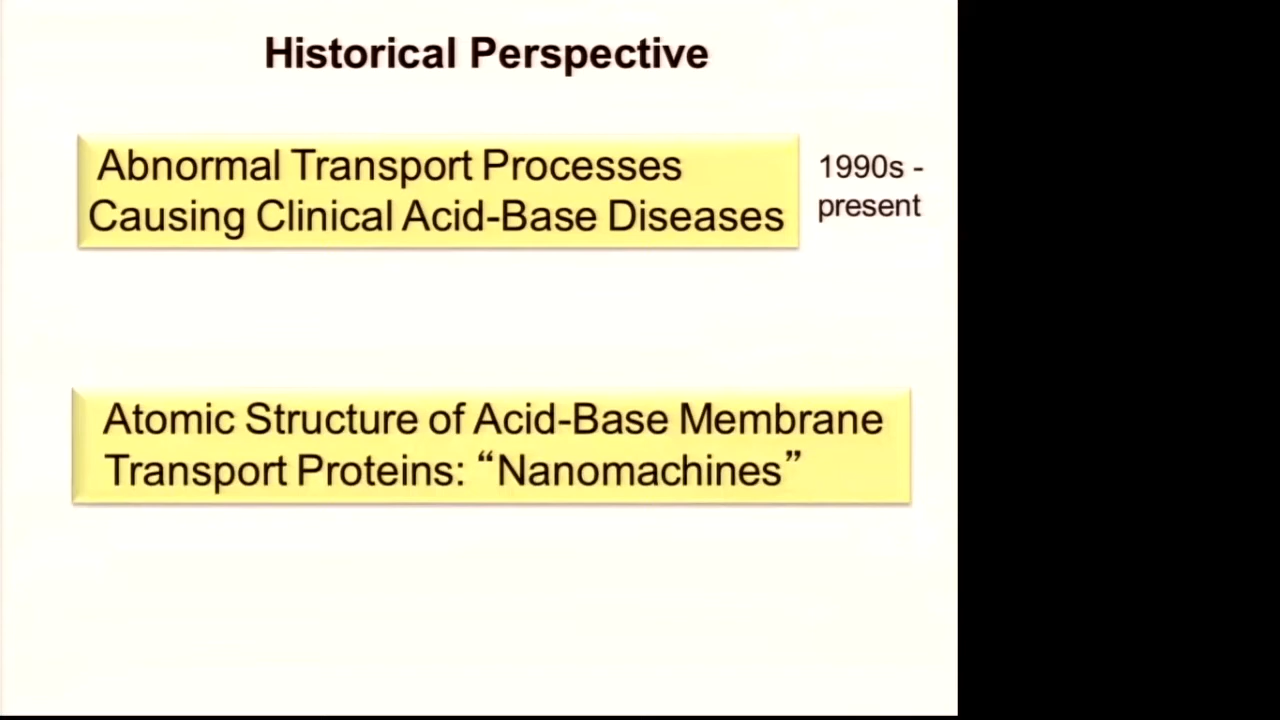 Historical Perspective
Abnormal Transport Processes
Causing Clinical Acid-Base Diseases
1990s -
present
Atomic Structure of Acid-Base Membrane
Transport Proteins: “Nanomachines”